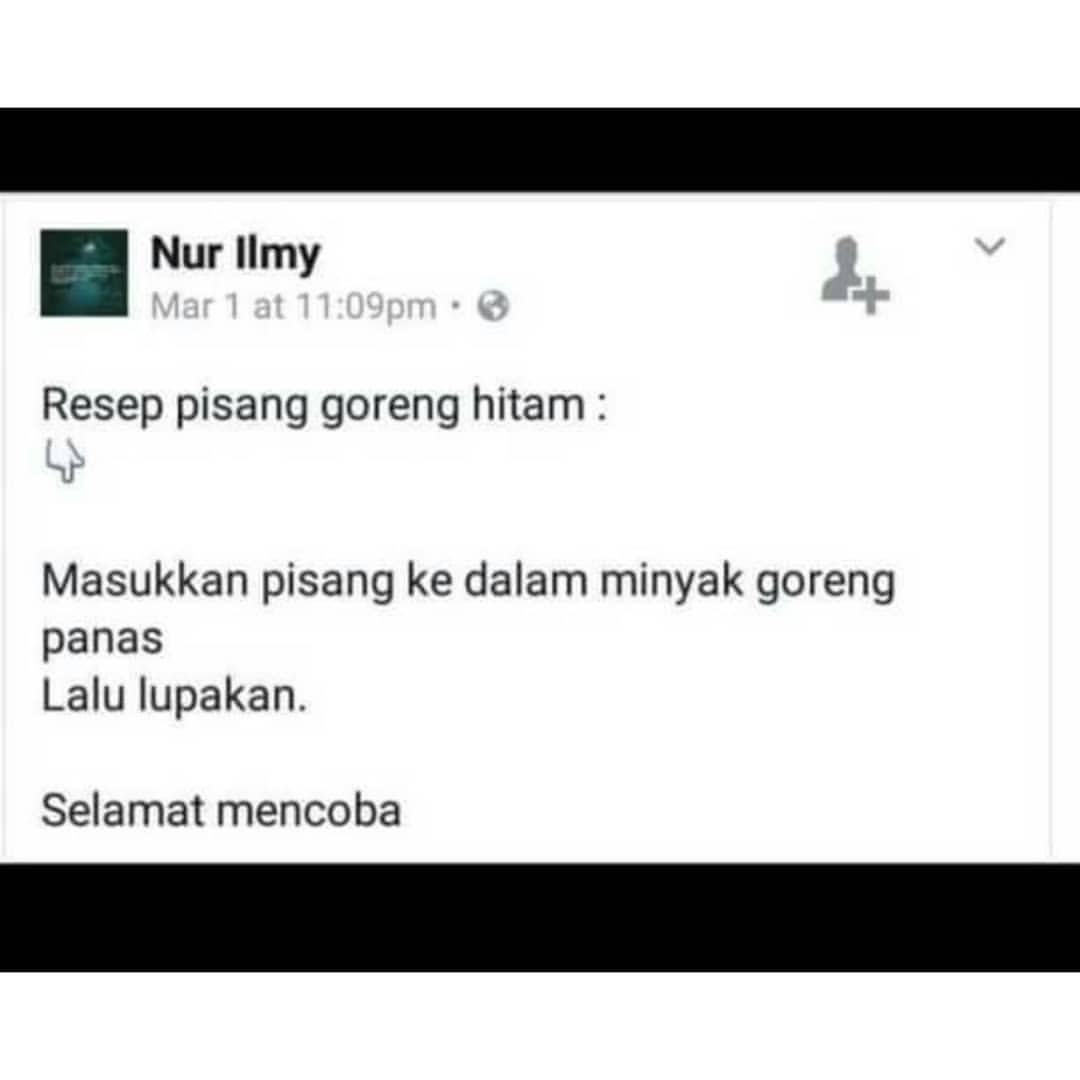 Nur Ilmy
Mar 1 at 11:09pm •
Resep pisang goreng hitam :
Masukkan pisang ke dalam minyak goreng
panas
Lalu lupakan.
Selamat mencoba